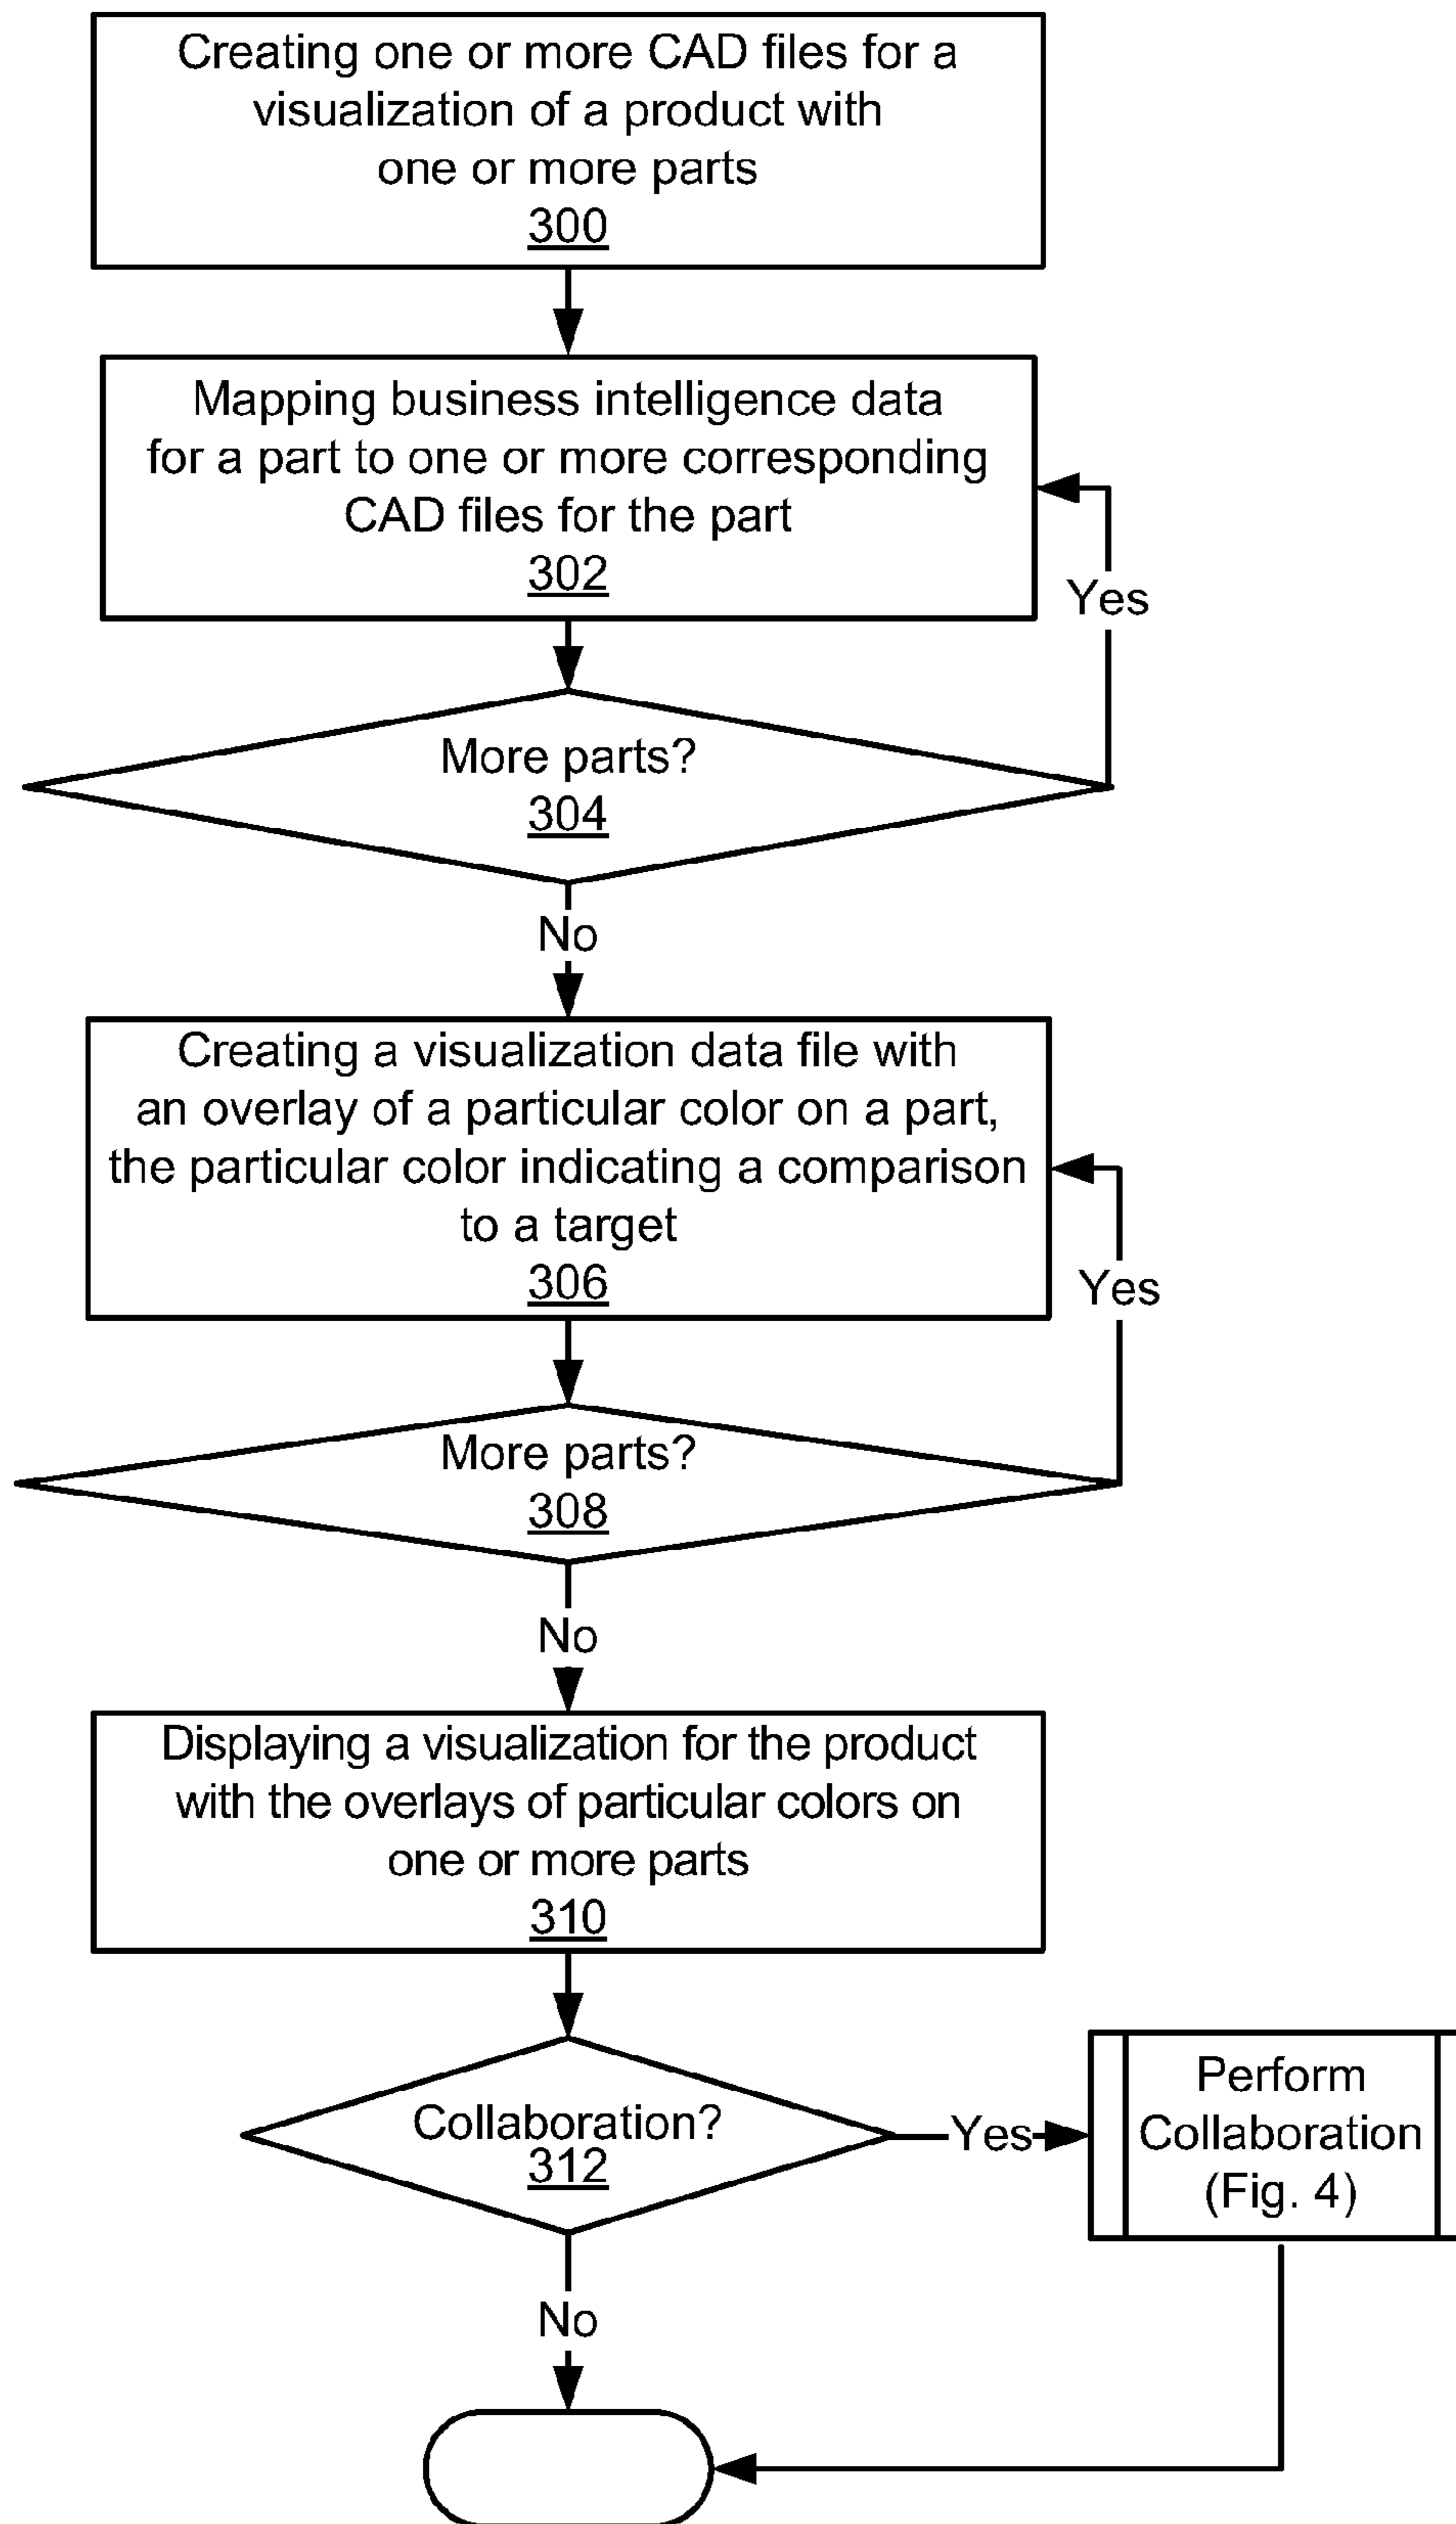 Creating one or more CAD files for a
visualization of a product with
one or more parts
300
Mapping business intelligence data
for a part to one or more corresponding
CAD files for the part
302
Yes
More parts?
304
No
Creating a visualization data file with
an overlay of a particular color on a part,
the particular color indicating a comparison
to a target
306
Yes
More parts?
308
No
Displaying a visualization for the product
with the overlays of particular colors on
one or more parts
310
Collaboration?
312
Yes
Perform
Collaboration
(Fig. 4)
No